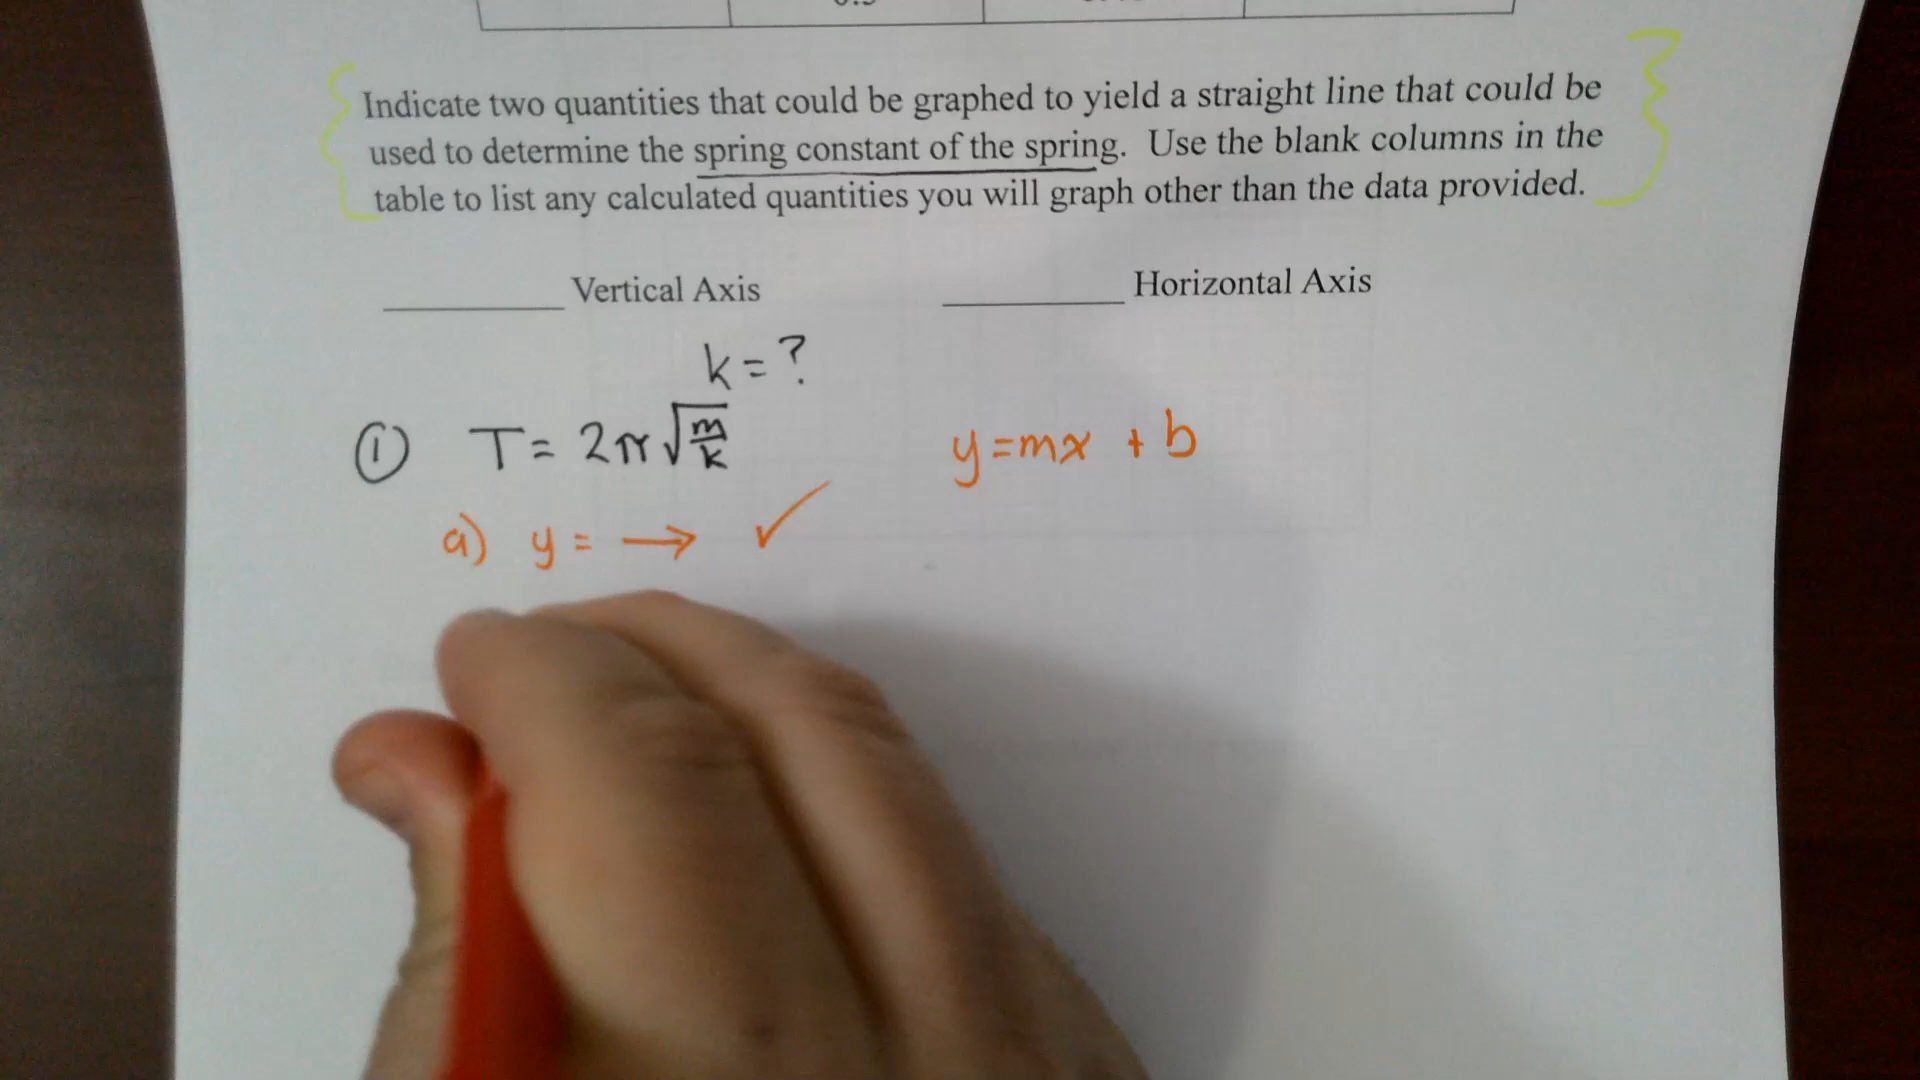 Indicate two quantities that could be graphed to yield a straight line that could be
used to determine the spring constant of the spring. Use the blank columns in the
table to list any calculated quantities you will graph other than the data provided.
_________ Vertical Axis _________ Horizontal Axis
k = ?
① T = 2π√(m/k) y = mx + b
a) y = → ✓